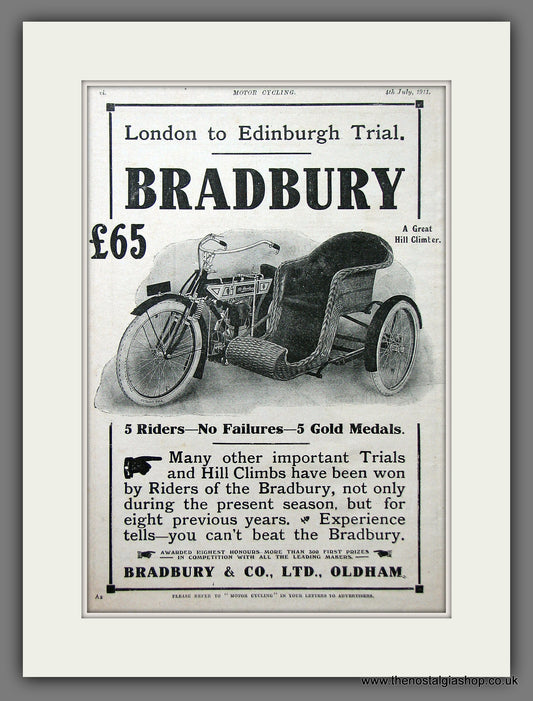 vi. MOTOR CYCLING. 4th July, 1911.
London to Edinburgh Trial.
BRADBURY
£65
A Great
Hill Climber.
5 Riders—No Failures—5 Gold Medals.
Many other important Trials
and Hill Climbs have been won
by Riders of the Bradbury, not only
during the present season, but for
eight previous years. Experience
tells—you can't beat the Bradbury.
AWARDED HIGHEST HONOURS—MORE THAN 300 FIRST PRIZES
IN COMPETITION WITH ALL THE LEADING MAKERS.
BRADBURY & CO., LTD., OLDHAM.
A2 PLEASE REFER TO "MOTOR CYCLING" IN YOUR LETTERS TO ADVERTISERS.
www.thenostalgiashop.co.uk